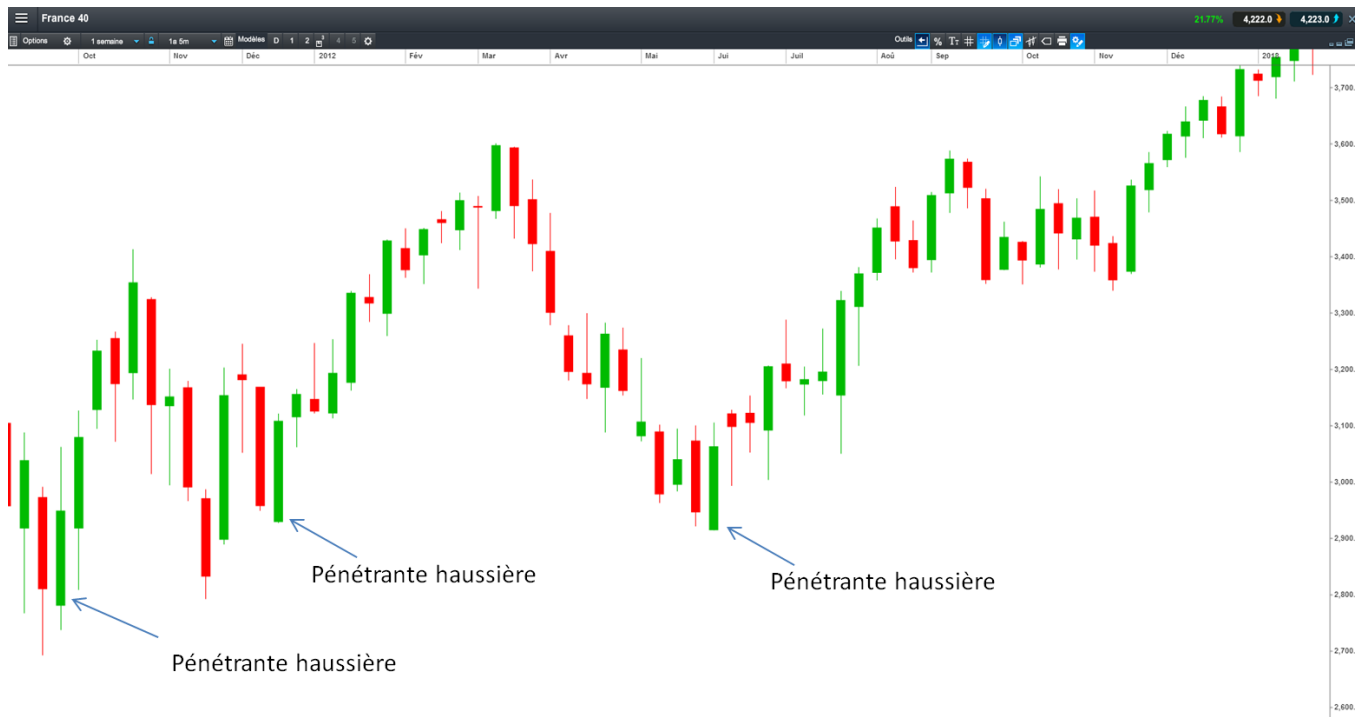 France 40 21.77% 4,222.0 4,223.0
Options 1 semaine 1a 5m Modèles D 1 2 3 4 5 Outils % TT
Oct Nov Déc 2012 Fév Mar Avr Mai Jui Juil Aoû Sep Oct Nov Déc
3,700.
3,600.
3,500.
3,400.
3,300.
3,200.
3,100.
3,000.
2,900.
2,800.
2,700.
2,600.
Pénétrante haussière
Pénétrante haussière
Pénétrante haussière